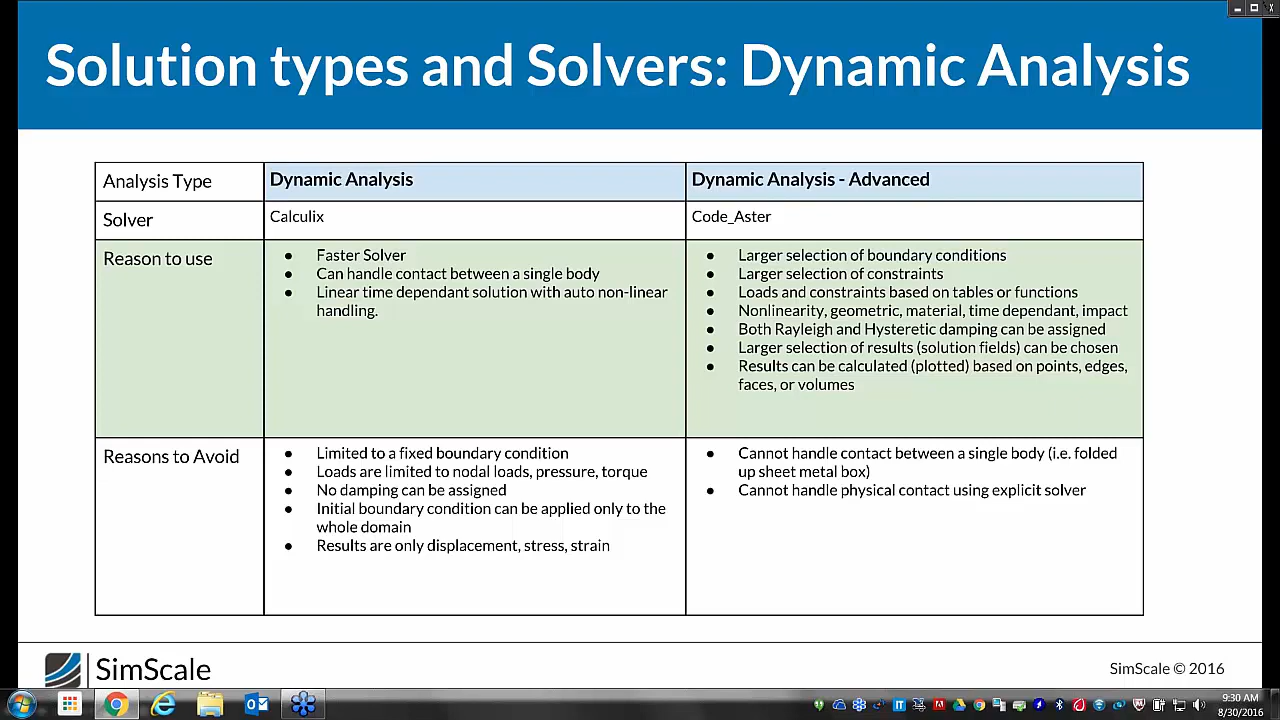 Solution types and Solvers: Dynamic Analysis
Analysis Type
Dynamic Analysis
Dynamic Analysis - Advanced
Solver
Calculix
Code_Aster
Reason to use
● Faster Solver
● Can handle contact between a single body
● Linear time dependant solution with auto non-linear
handling.
● Larger selection of boundary conditions
● Larger selection of constraints
● Loads and constraints based on tables or functions
● Nonlinearity, geometric, material, time dependant, impact
● Both Rayleigh and Hysteretic damping can be assigned
● Larger selection of results (solution fields) can be chosen
● Results can be calculated (plotted) based on points, edges,
faces, or volumes
Reasons to Avoid
● Limited to a fixed boundary condition
● Loads are limited to nodal loads, pressure, torque
● No damping can be assigned
● Initial boundary condition can be applied only to the
whole domain
● Results are only displacement, stress, strain
● Cannot handle contact between a single body (i.e. folded
up sheet metal box)
● Cannot handle physical contact using explicit solver
SimScale
SimScale © 2016
9:30 AM
8/30/2016